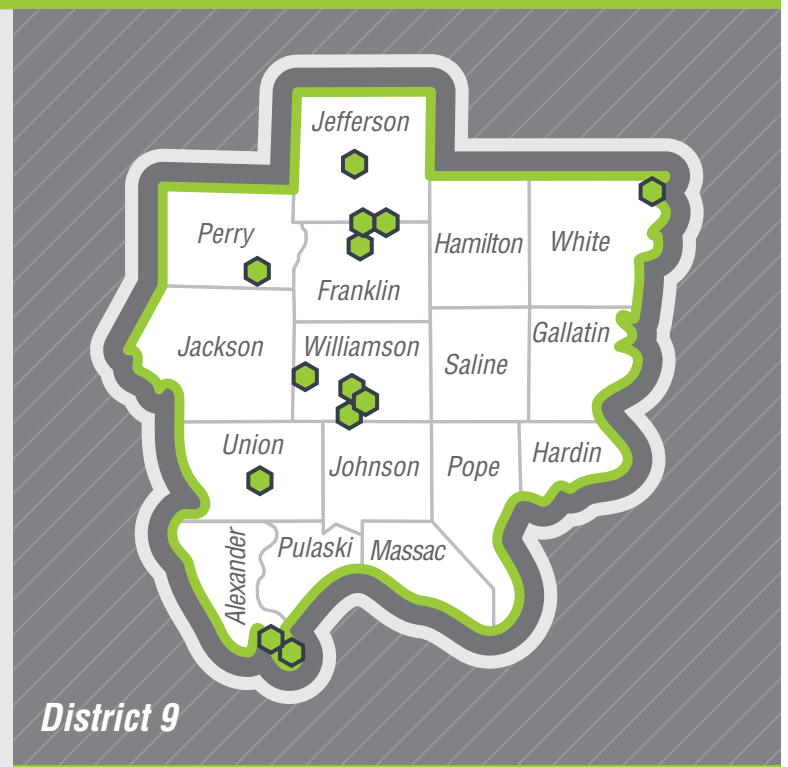 Jefferson
Perry
Hamilton
White
Franklin
Gallatin
Jackson
Williamson
Saline
Union
Johnson
Pope
Hardin
Alexander
Pulaski
Massac
District 9